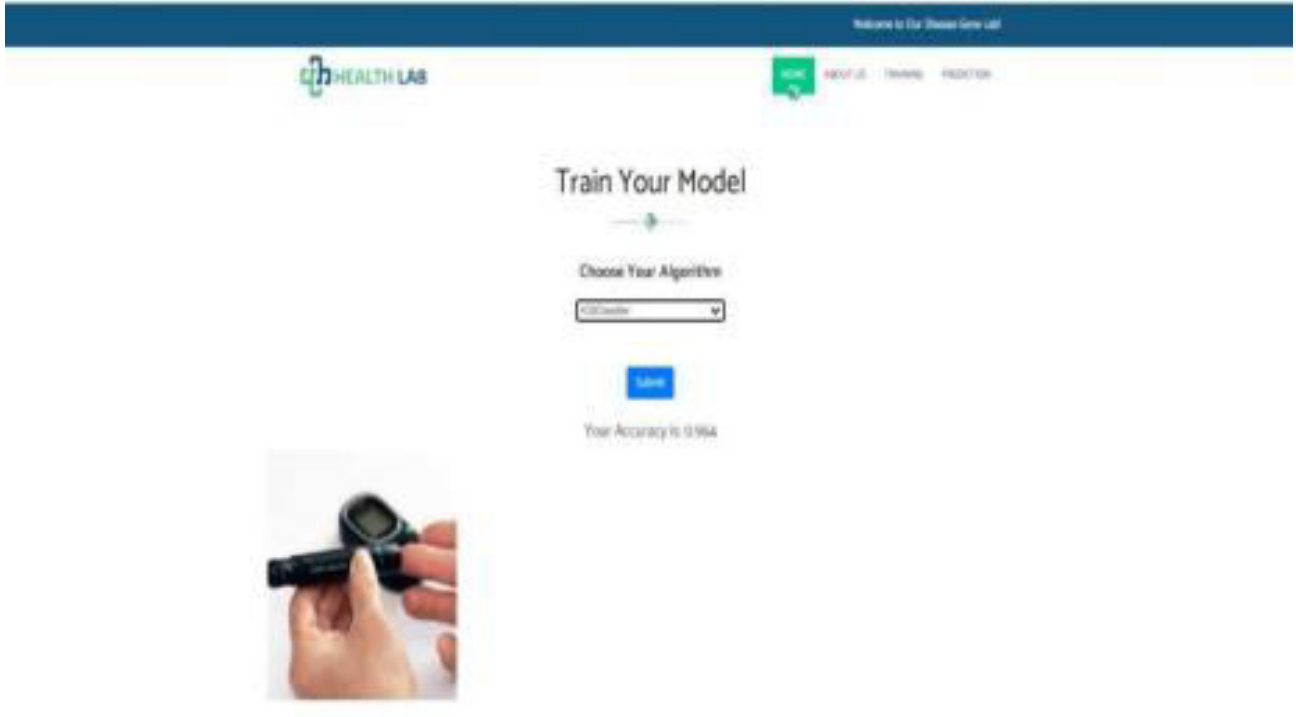 Welcome to Our Disease Gene Lab!
HEALTH LAB
HOME ABOUT US TRAINING PREDICTION
Train Your Model
Choose Your Algorithm
Submit
Your Accuracy is 0.964